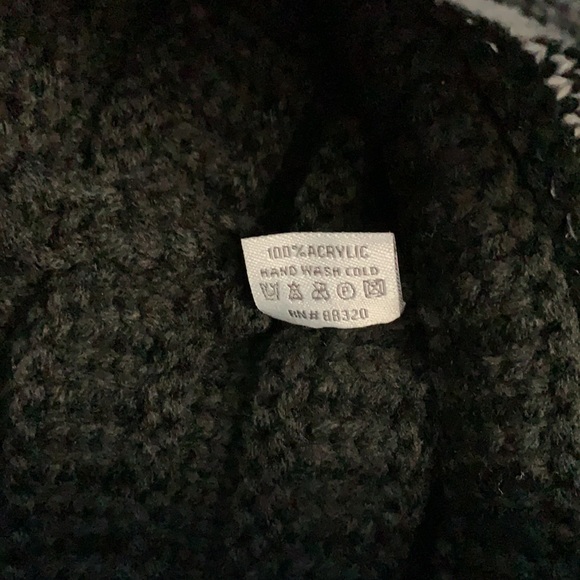 100% ACRYLIC
HAND WASH COLD
RN# 88320